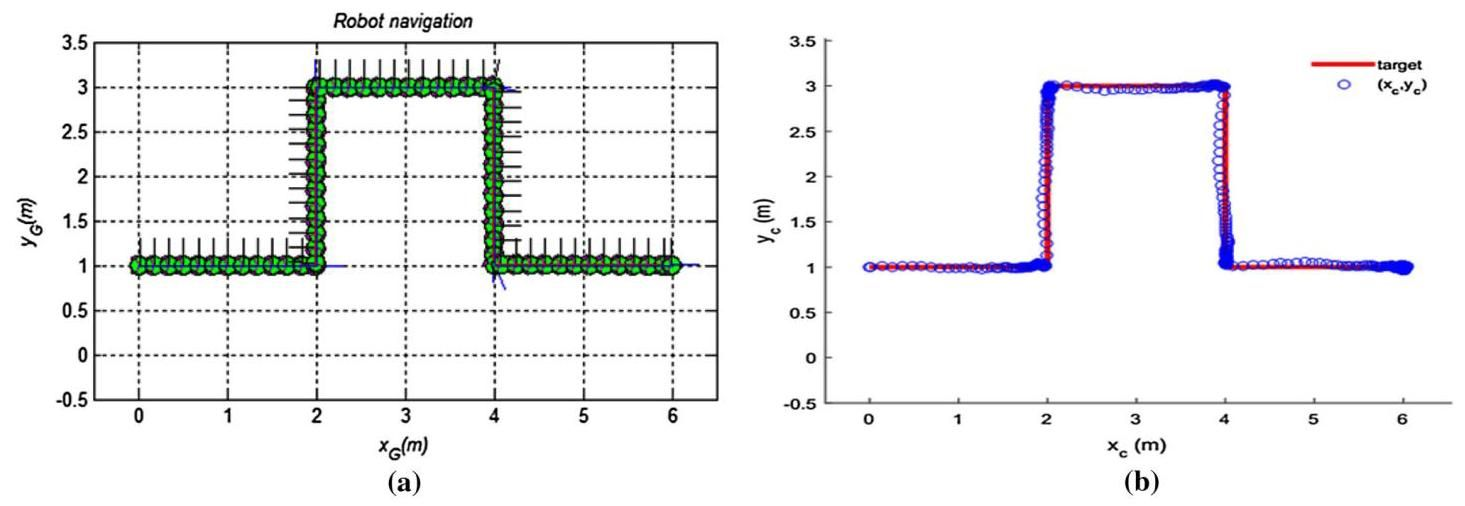 Robot navigation
3.5
3
2.5
2
1.5
1
0.5
0
-0.5
y_G(m)
0 1 2 3 4 5 6
x_G(m)
(a)
3.5
3
2.5
2
1.5
1
0.5
0
-0.5
y_c (m)
target
(x_c,y_c)
0 1 2 3 4 5 6
x_c (m)
(b)